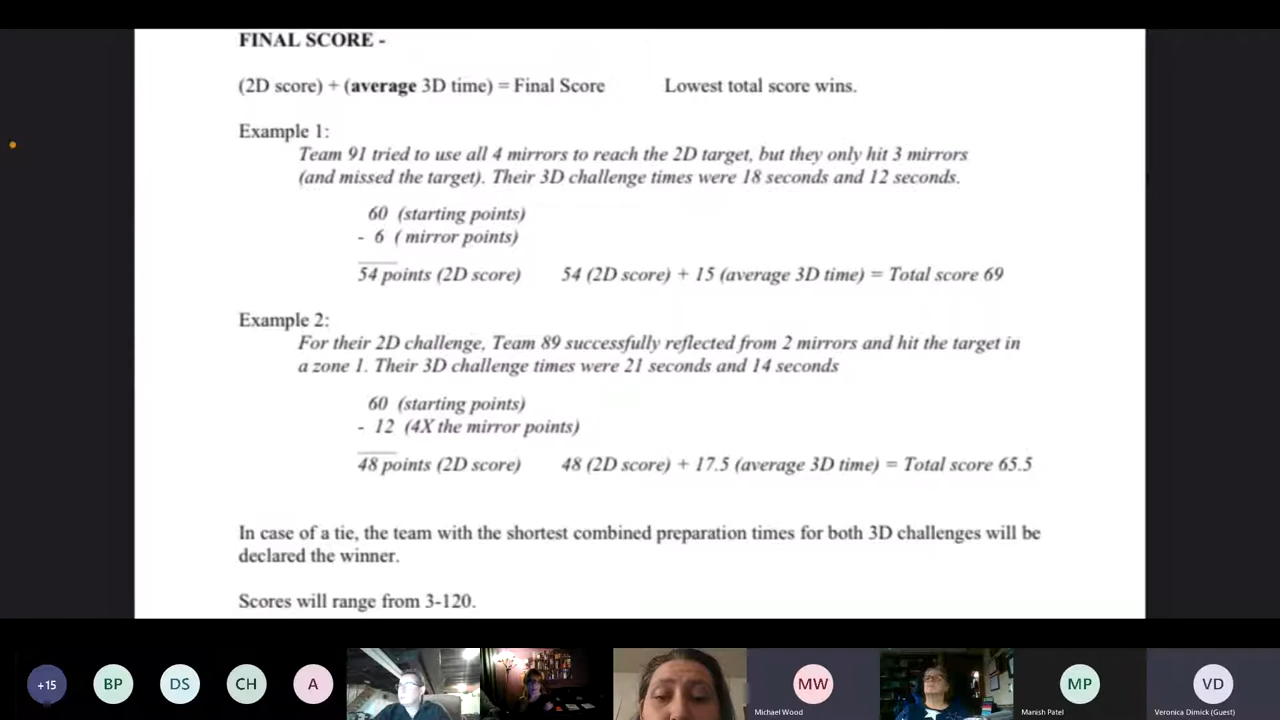 FINAL SCORE -
(2D score) + (average 3D time) = Final Score Lowest total score wins.
Example 1:
Team 91 tried to use all 4 mirrors to reach the 2D target, but they only hit 3 mirrors
(and missed the target). Their 3D challenge times were 18 seconds and 12 seconds.
60 (starting points)
- 6 ( mirror points)
54 points (2D score) 54 (2D score) + 15 (average 3D time) = Total score 69
Example 2:
For their 2D challenge, Team 89 successfully reflected from 2 mirrors and hit the target in
a zone 1. Their 3D challenge times were 21 seconds and 14 seconds
60 (starting points)
- 12 (4X the mirror points)
48 points (2D score) 48 (2D score) + 17.5 (average 3D time) = Total score 65.5
In case of a tie, the team with the shortest combined preparation times for both 3D challenges will be
declared the winner.
Scores will range from 3-120.
+15 BP DS CH A MW MP VD
Michael Wood Manish Patel Veronica Dimick (Guest)